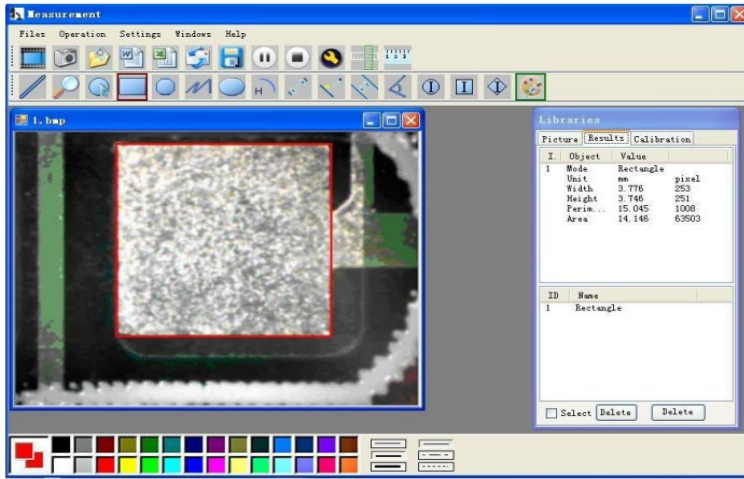 Measurement
Files Operation Settings Windows Help
1.bmp
Libraries
Picture Results Calibration
I. Object Value
1 Mode Rectangle
Unit mm pixel
Width 3.776 253
Height 3.746 251
Perim... 15.045 1008
Area 14.146 63503
ID Name
1 Rectangle
Select Delete Delete